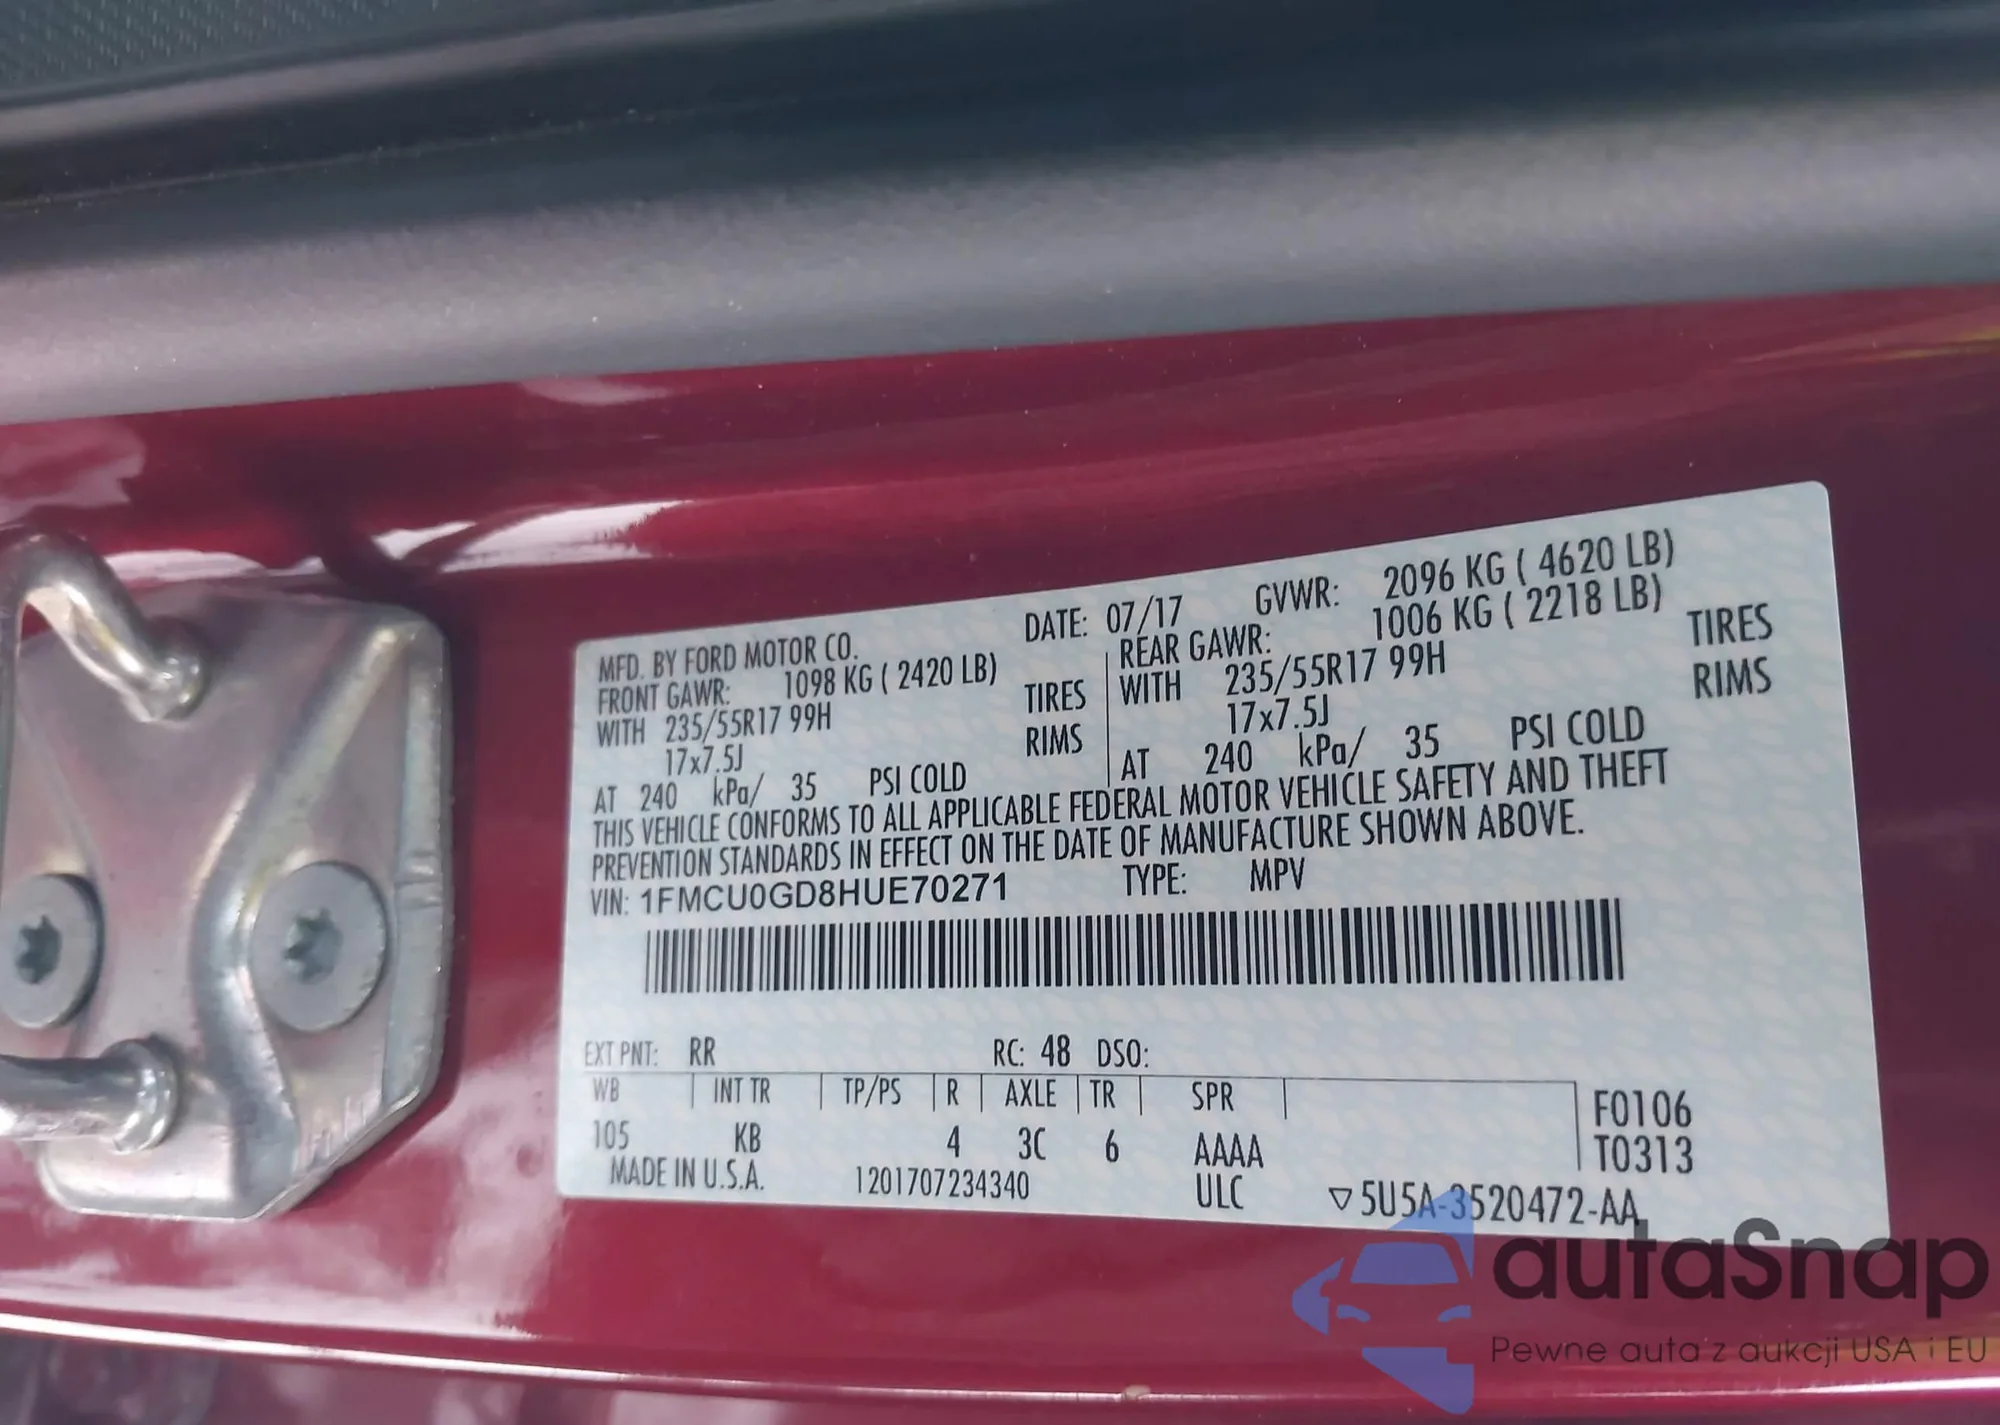 MFD. BY FORD MOTOR CO. DATE: 07/17 GVWR: 2096 KG ( 4620 LB)
FRONT GAWR: 1098 KG ( 2420 LB) REAR GAWR: 1006 KG ( 2218 LB)
WITH 235/55R17 99H TIRES WITH 235/55R17 99H TIRES
17x7.5J RIMS 17x7.5J RIMS
AT 240 kPa/ 35 PSI COLD AT 240 kPa/ 35 PSI COLD
THIS VEHICLE CONFORMS TO ALL APPLICABLE FEDERAL MOTOR VEHICLE SAFETY AND THEFT
PREVENTION STANDARDS IN EFFECT ON THE DATE OF MANUFACTURE SHOWN ABOVE.
VIN: 1FMCU0GD8HUE70271 TYPE: MPV
EXT PNT: RR RC: 48 DSO:
WB INT TR TP/PS R AXLE TR SPR F0106
105 KB 4 3C 6 AAAA T0313
MADE IN U.S.A. 1201707234340 ULC ▽5U5A-3520472-AA
autaSnap
Pewne auta z aukcji USA i EU